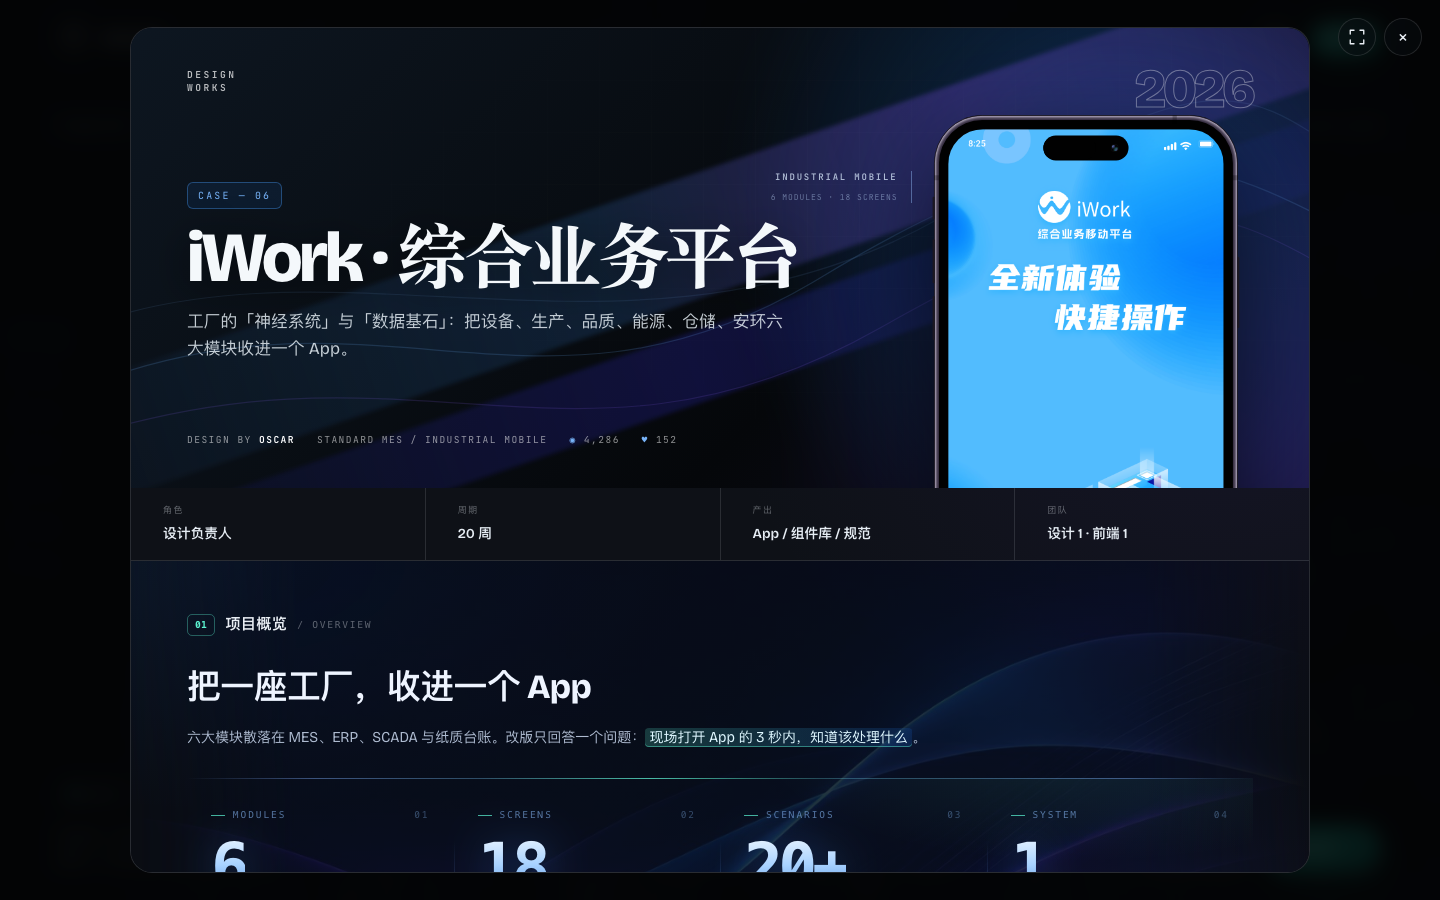 DESIGN
WORKS
2026
INDUSTRIAL MOBILE
6 MODULES · 18 SCREENS
CASE — 06
iWork · 综合业务平台
工厂的「神经系统」与「数据基石」：把设备、生产、品质、能源、仓储、安环六
大模块收进一个 App。
DESIGN BY OSCAR STANDARD MES / INDUSTRIAL MOBILE ◉ 4,286 ♥ 152
8:25
iWork
综合业务移动平台
全新体验
快捷操作
角色
设计负责人
周期
20 周
产出
App / 组件库 / 规范
团队
设计 1 · 前端 1
01 项目概览 / OVERVIEW
把一座工厂，收进一个 App
六大模块散落在 MES、ERP、SCADA 与纸质台账。改版只回答一个问题：现场打开 App 的 3 秒内，知道该处理什么。
— MODULES 01
6
— SCREENS 02
18
— SCENARIOS 03
20+
— SYSTEM 04
1